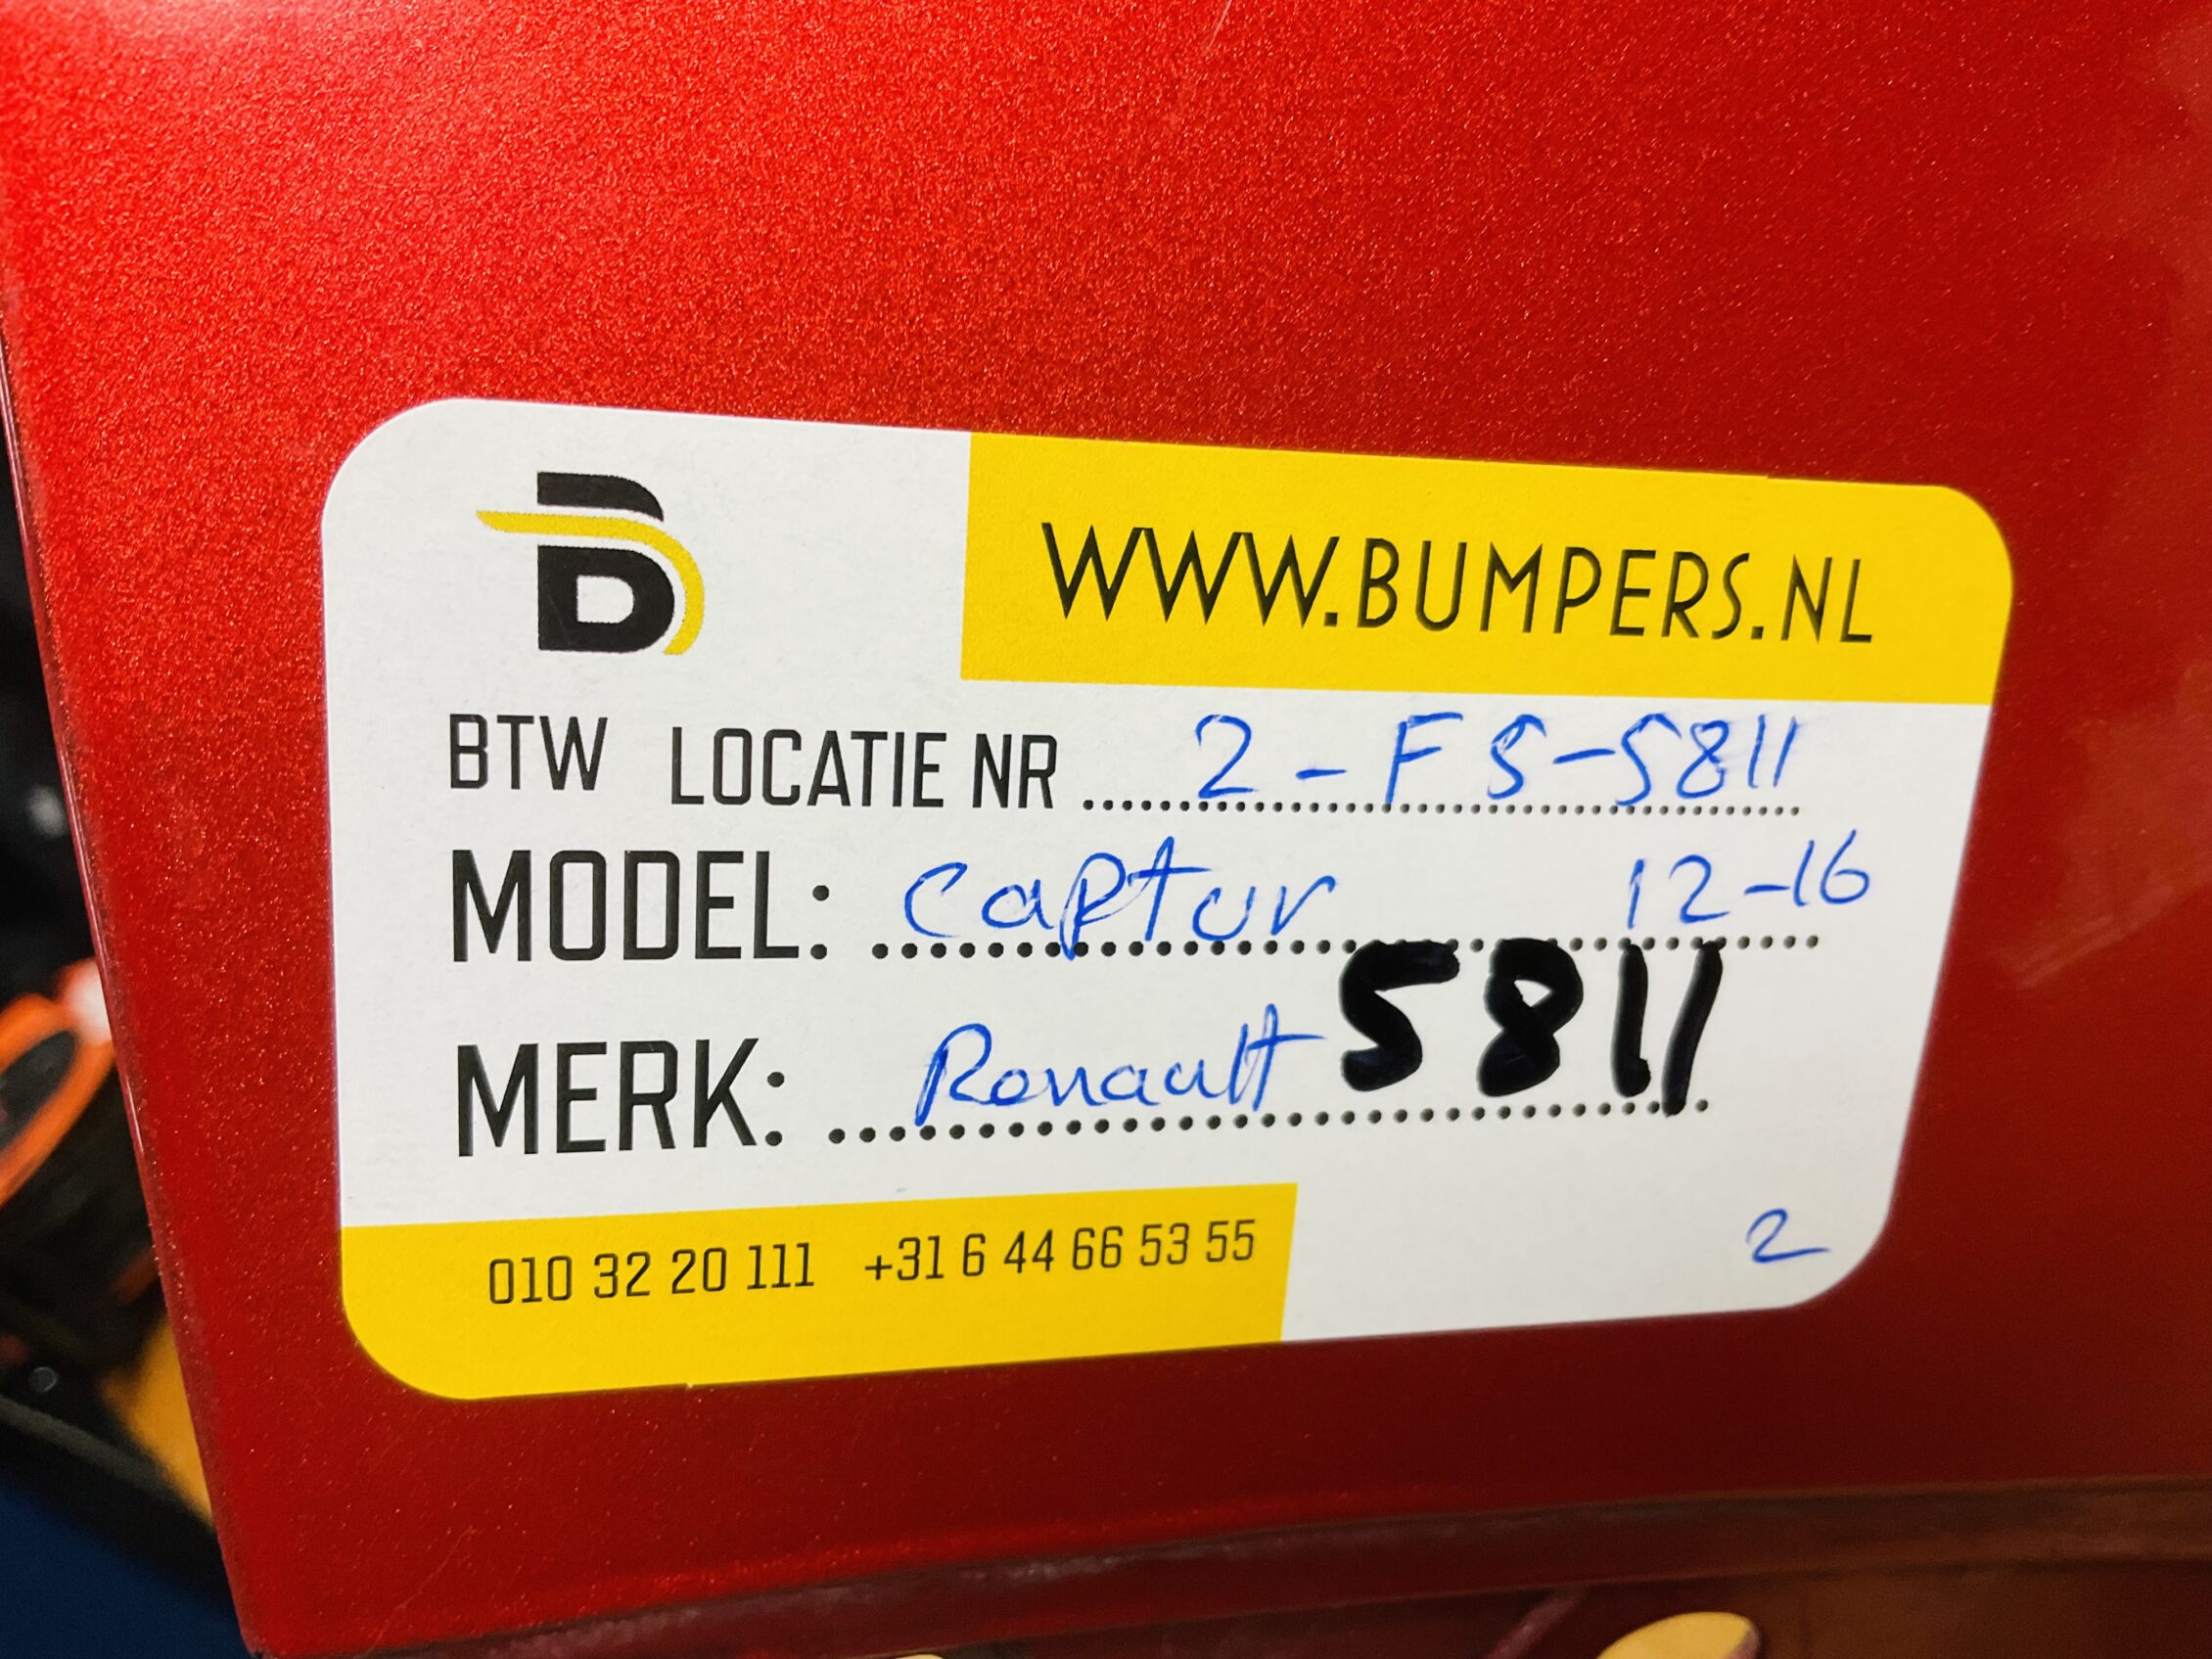 B
WWW.BUMPERS.NL
BTW LOCATIE NR ........ 2-FS-5811
MODEL: ........ Captur 12-16
MERK: ........ Renault 5811
010 32 20 111 +31 6 44 66 53 55
2